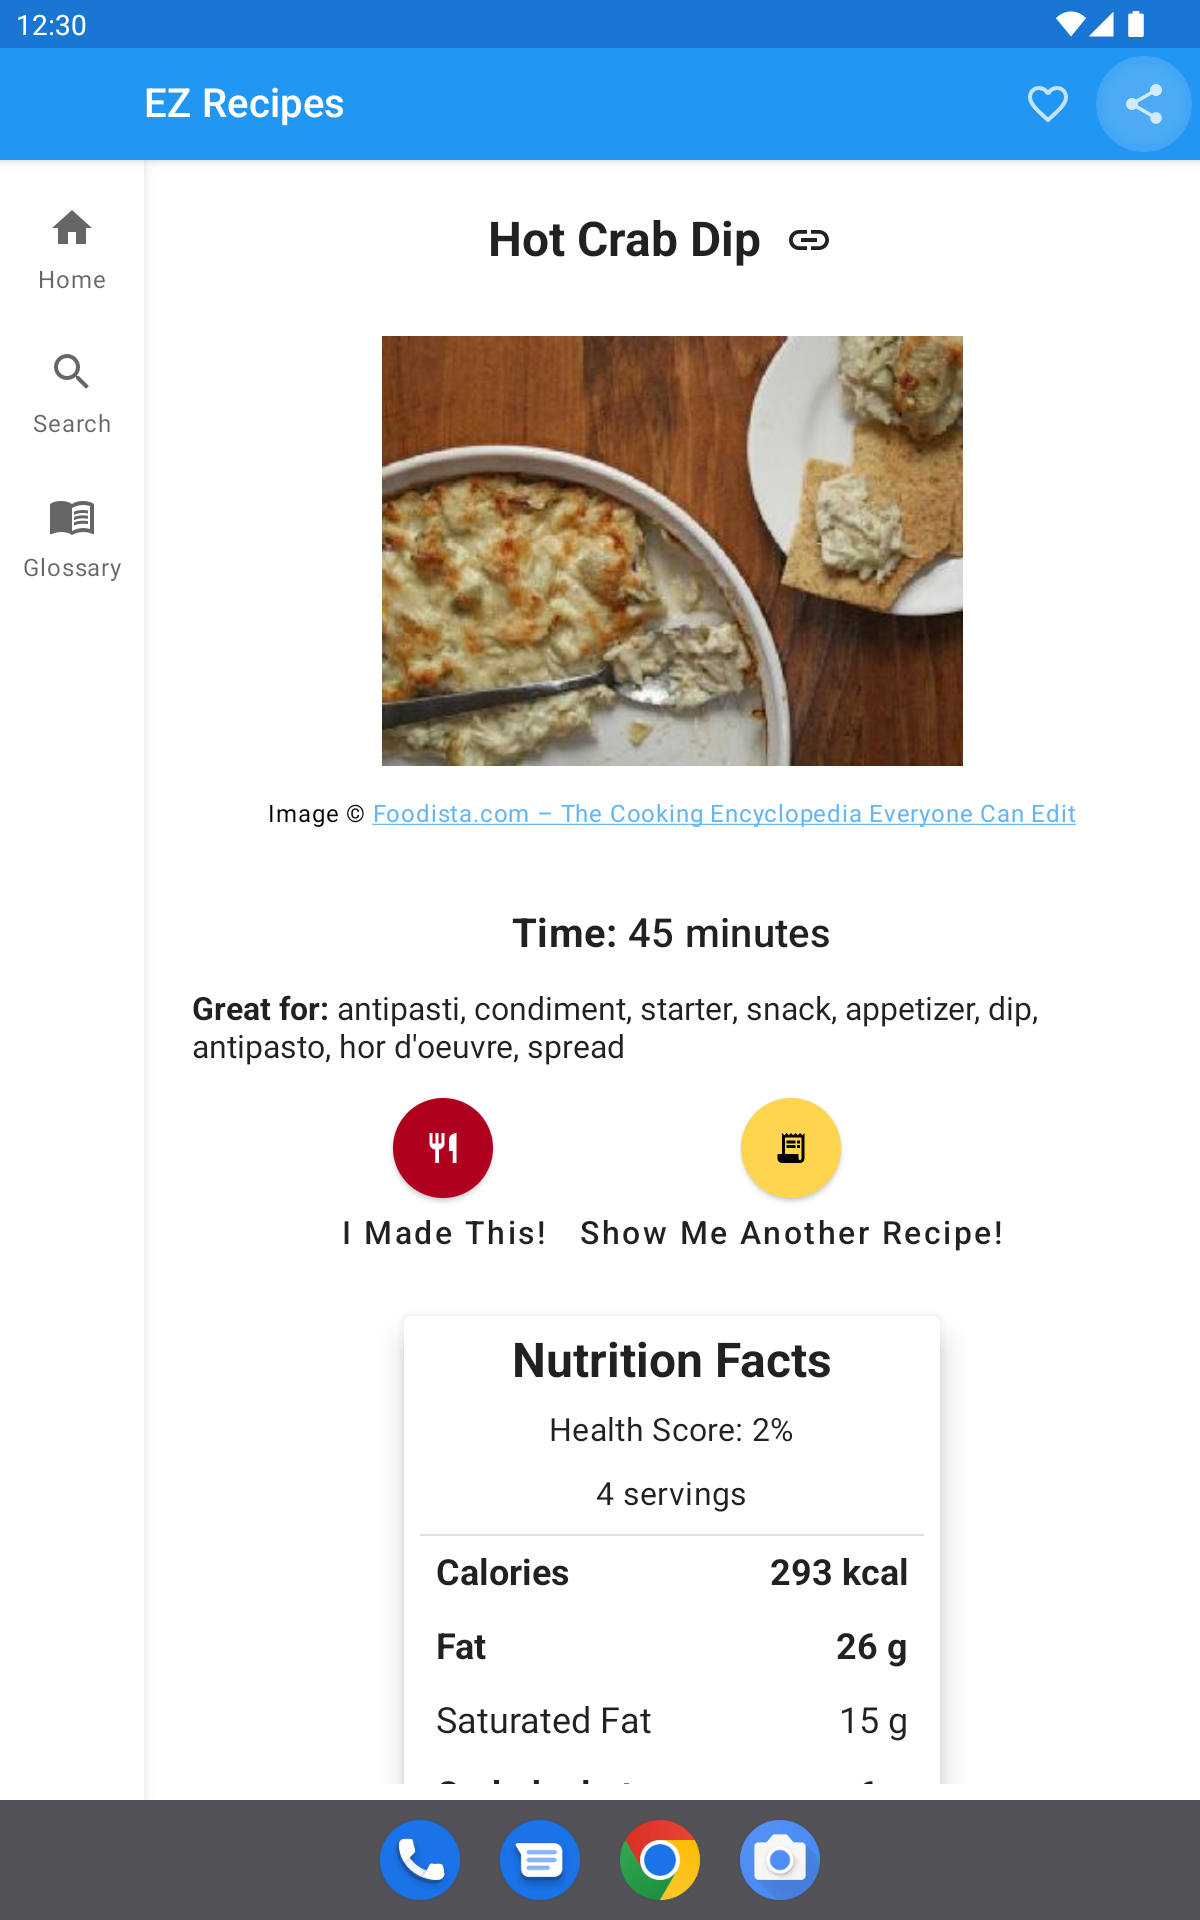 12:30
EZ Recipes
Home
Search
Glossary
Hot Crab Dip
Image © Foodista.com – The Cooking Encyclopedia Everyone Can Edit
Time: 45 minutes
Great for: antipasti, condiment, starter, snack, appetizer, dip,
antipasto, hor d'oeuvre, spread
I Made This!
Show Me Another Recipe!
Nutrition Facts
Health Score: 2%
4 servings
Calories 293 kcal
Fat 26 g
Saturated Fat 15 g